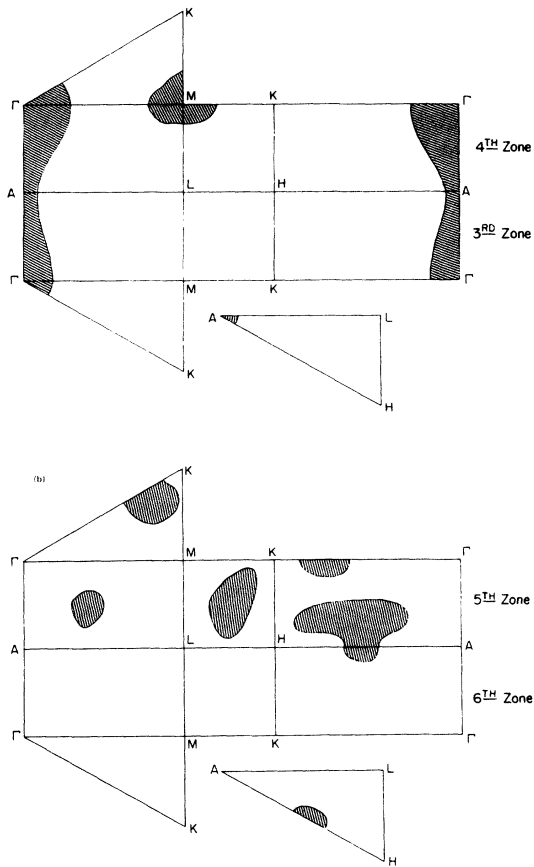 K
Γ M K Γ
4TH Zone
A L H A
3RD Zone
Γ M K Γ
A L
K
H
(b)
K
Γ M K Γ
5TH Zone
A L H A
6TH Zone
Γ M K Γ
A L
K
H